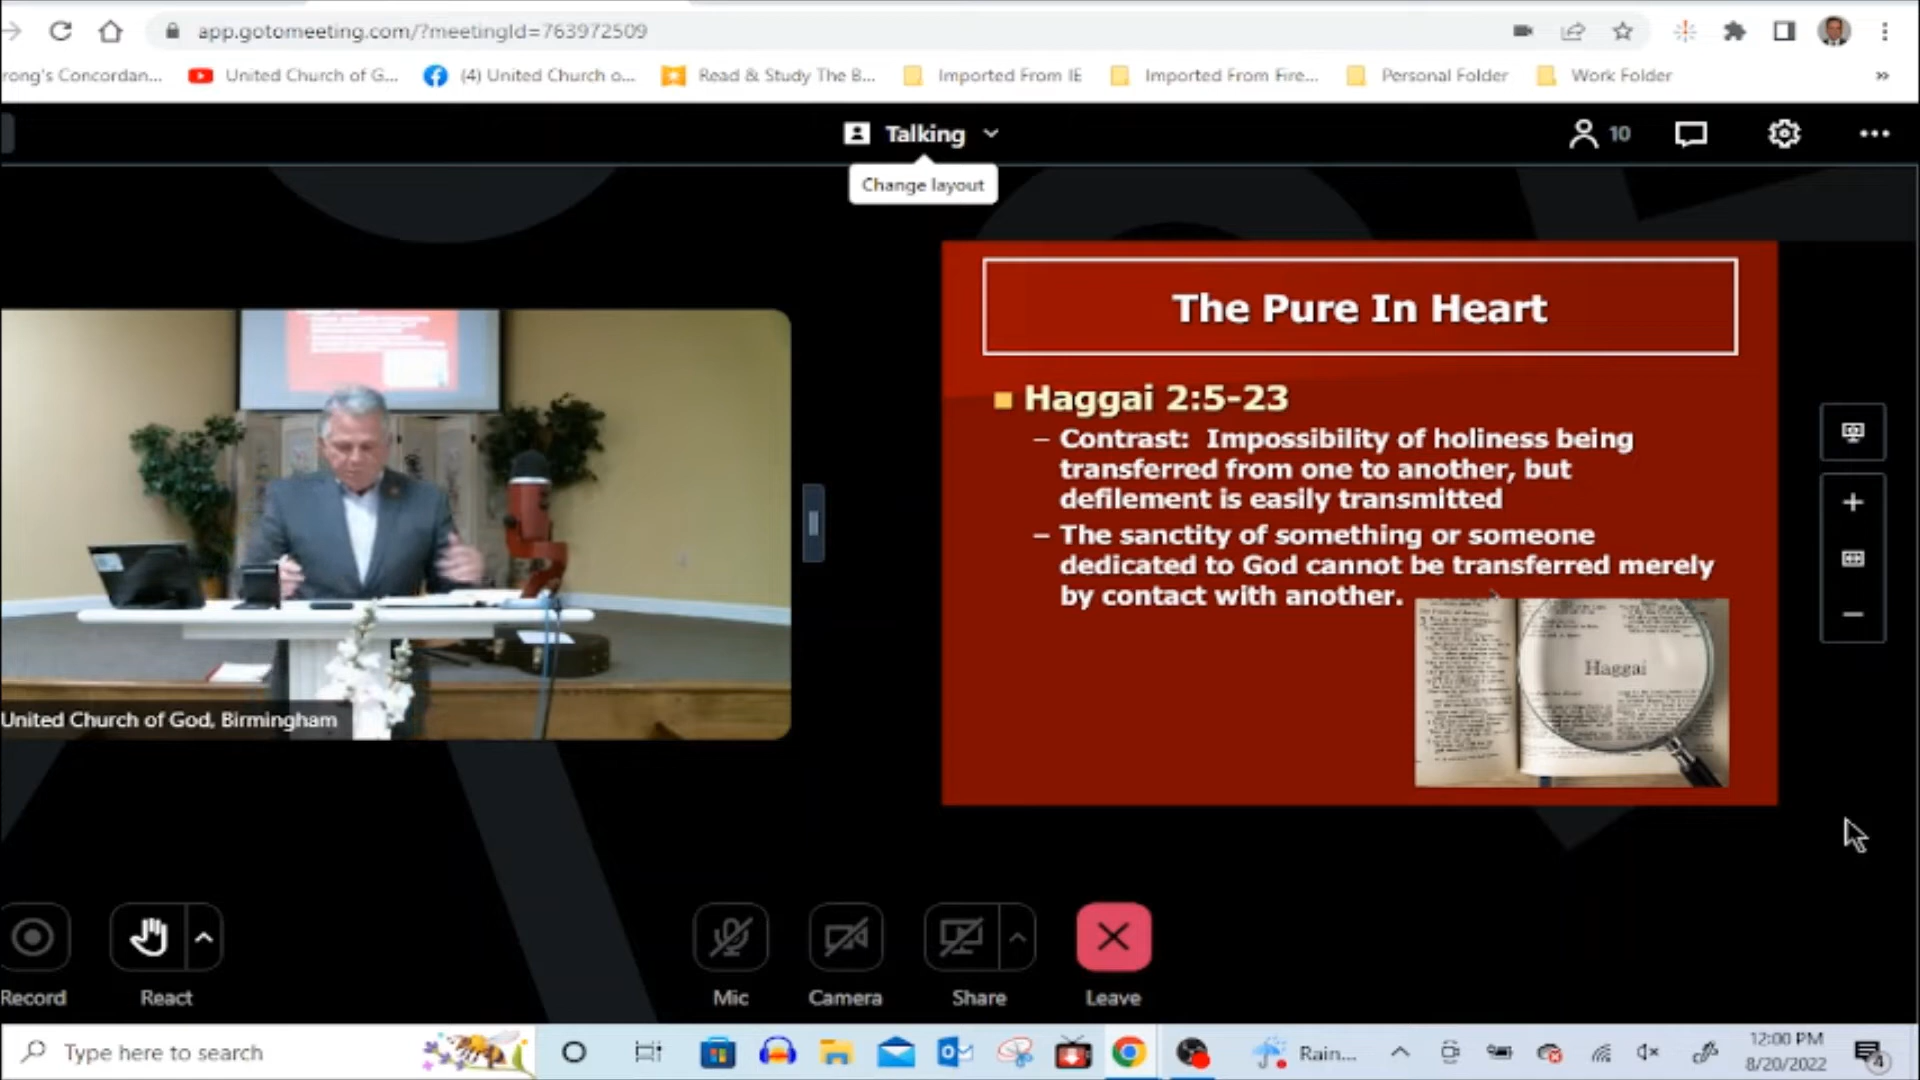 app.gotomeeting.com/?meetingId=763972509
rong's Concordan...
United Church of G...
(4) United Church o...
Read & Study The B...
Imported From IE
Imported From Fire...
Personal Folder
Work Folder
»
Talking
10
Change layout
The Pure In Heart
Haggai 2:5-23
– Contrast: Impossibility of holiness being
transferred from one to another, but
defilement is easily transmitted
– The sanctity of something or someone
dedicated to God cannot be transferred merely
by contact with another.
Haggai
United Church of God, Birmingham
Record
React
Mic
Camera
Share
Leave
Type here to search
Rain...
12:00 PM
8/20/2022
4